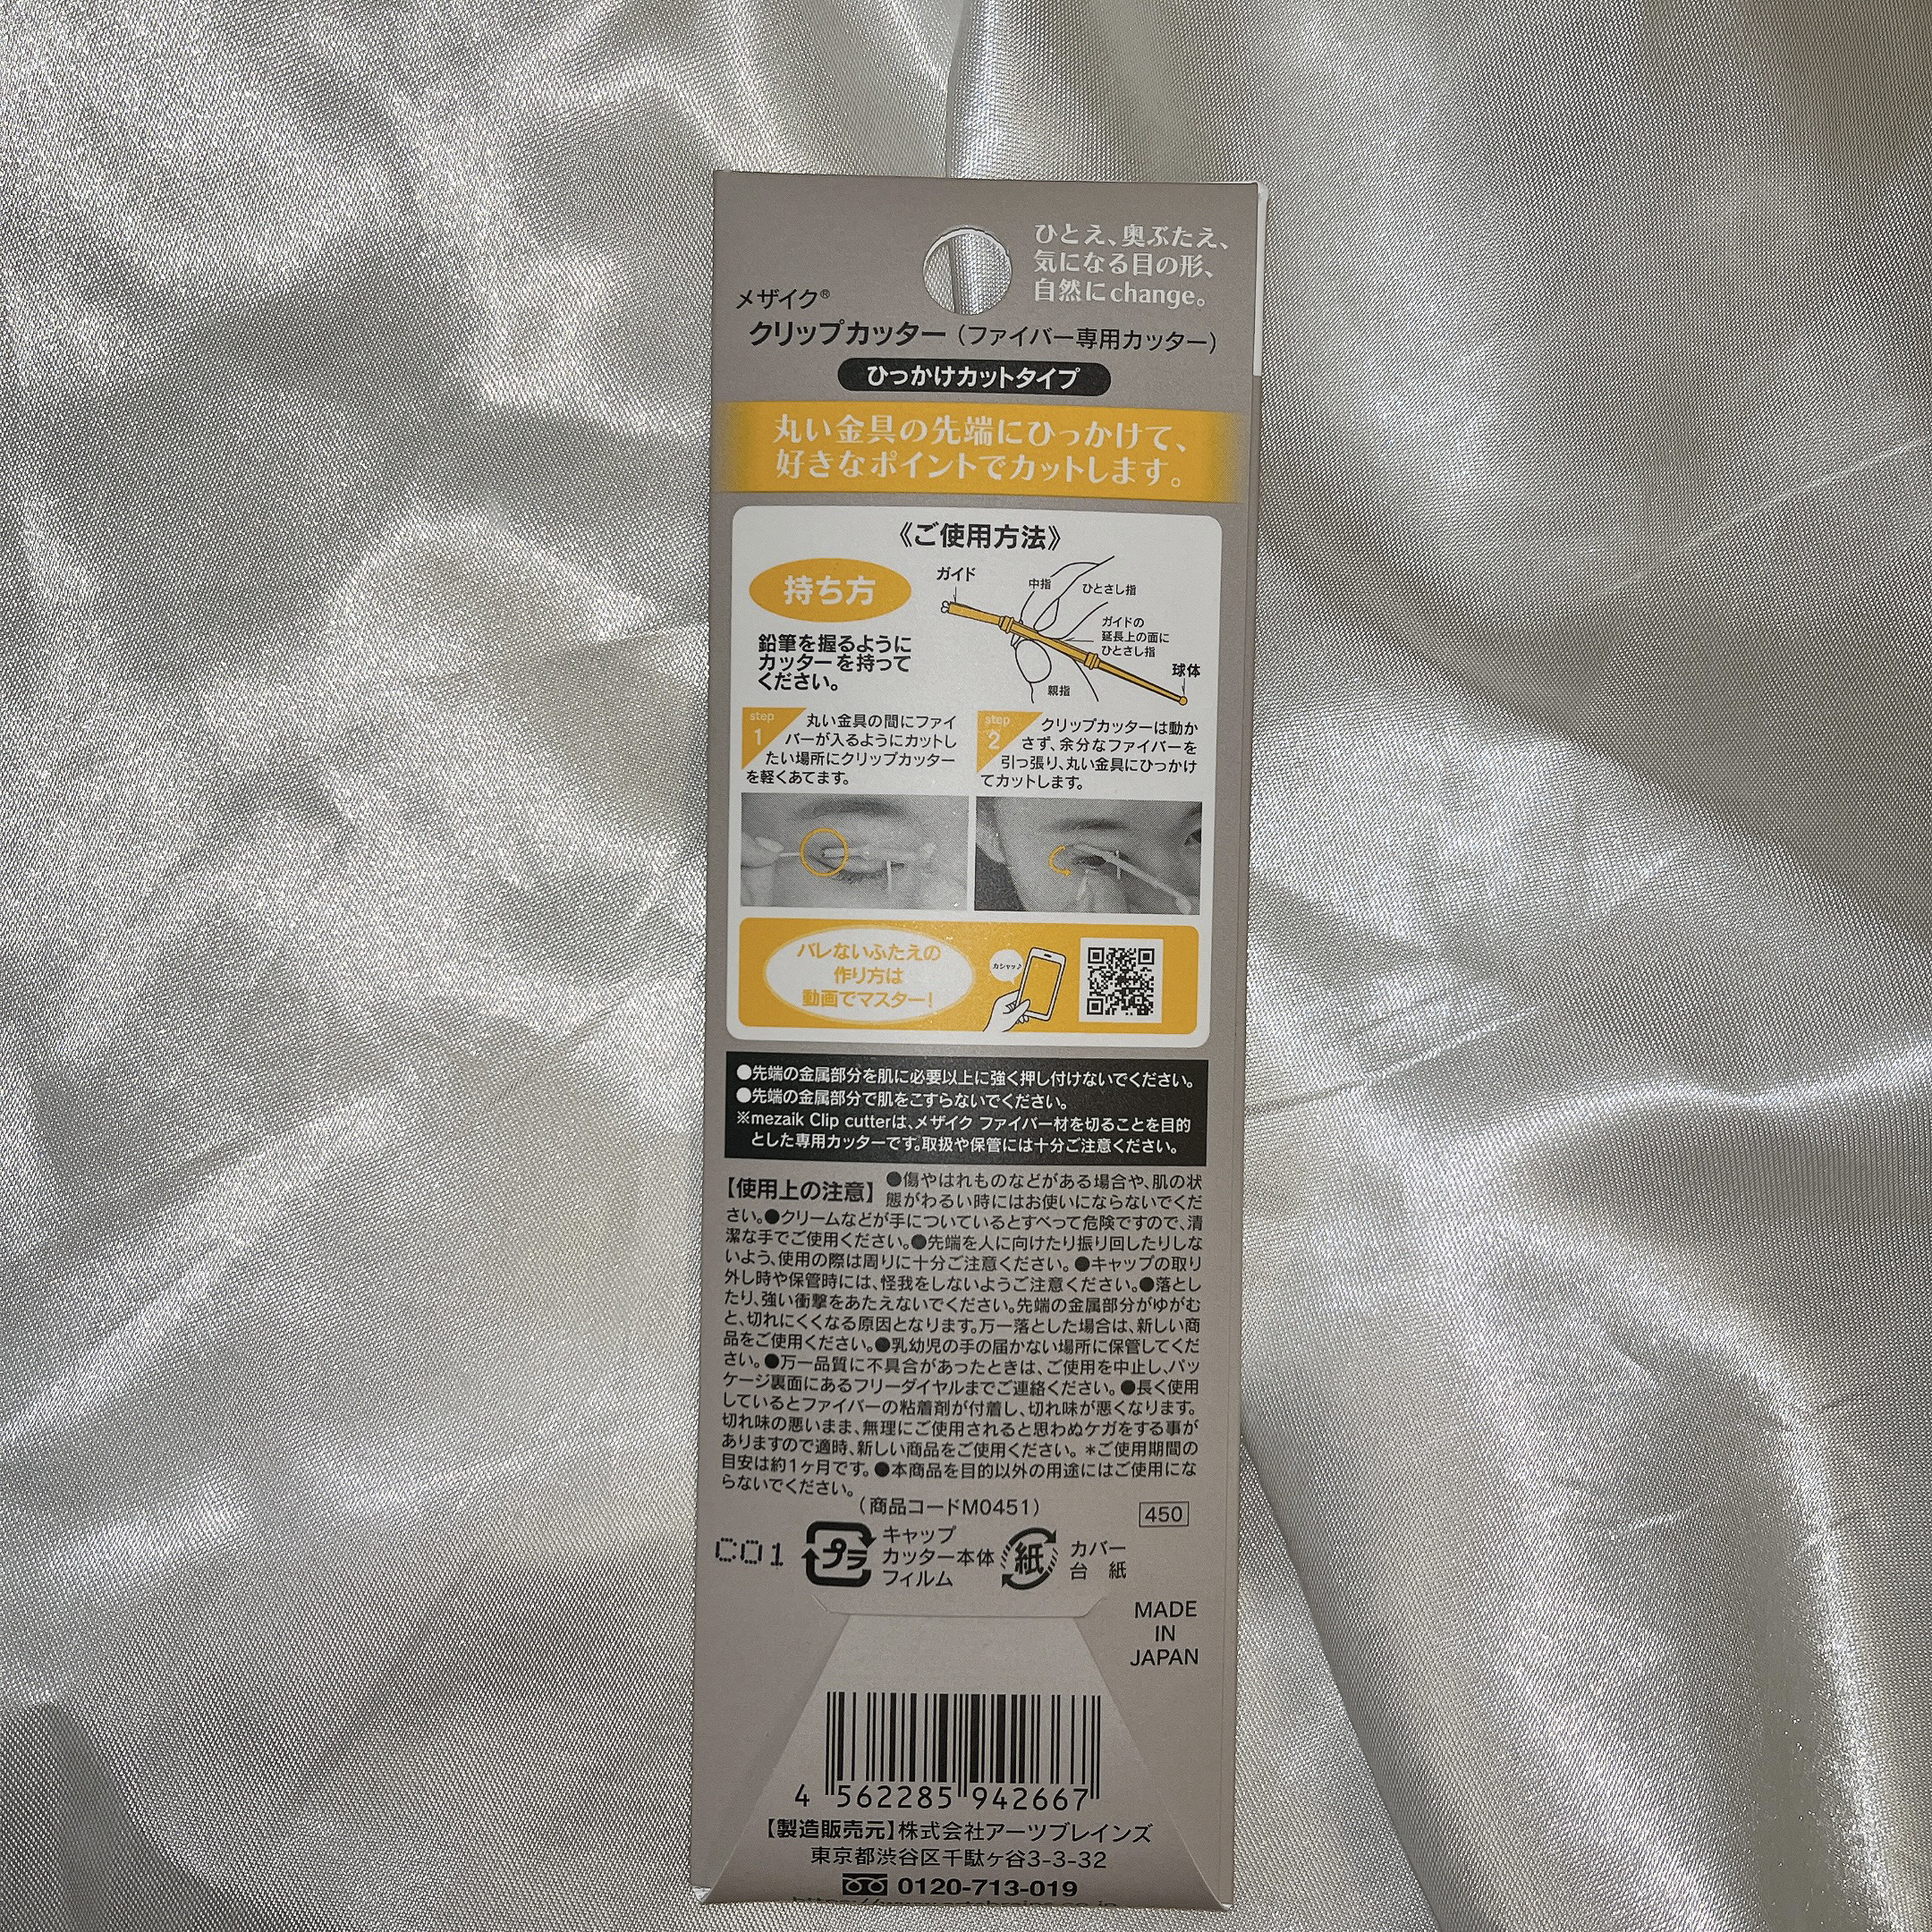 ひとえ、奥ぶたえ、
気になる目の形、
自然にchange。
メザイク®
クリップカッター（ファイバー専用カッター）
ひっかけカットタイプ
丸い金具の先端にひっかけて、
好きなポイントでカットします。
《ご使用方法》
持ち方
鉛筆を握るように
カッターを持って
ください。
ガイド
中指
ひとさし指
ガイドの
延長上の面に
ひとさし指
球体
親指
step
1
丸い金具の間にファイ
バーが入るようにカットし
たい場所にクリップカッター
を軽くあてます。
step
2
クリップカッターは動か
さず、余分なファイバーを
引っ張り、丸い金具にひっかけ
てカットします。
バレないふたえの
作り方は
動画でマスター！
カシャッ♪
●先端の金属部分を肌に必要以上に強く押し付けないでください。
●先端の金属部分で肌をこすらないでください。
※mezaik Clip cutterは、メザイク ファイバー材を切ることを目的
とした専用カッターです。取扱や保管には十分ご注意ください。
【使用上の注意】●傷やはれものなどがある場合や、肌の状
態がわるい時にはお使いにならないでくだ
さい。●クリームなどが手についているとすべって危険ですので、清
潔な手でご使用ください。●先端を人に向けたり振り回したりしな
いよう、使用の際は周りに十分ご注意ください。●キャップの取り
外し時や保管時には、怪我をしないようご注意ください。●落とし
たり、強い衝撃をあたえないでください。先端の金属部分がゆがむ
と、切れにくくなる原因となります。万一落とした場合は、新しい商
品をご使用ください。●乳幼児の手の届かない場所に保管してくだ
さい。●万一品質に不具合があったときは、ご使用を中止し、パッ
ケージ裏面にあるフリーダイヤルまでご連絡ください。●長く使用
しているとファイバーの粘着剤が付着し、切れ味が悪くなります。
切れ味の悪いまま、無理にご使用されると思わぬケガをする事が
ありますので適時、新しい商品をご使用ください。＊ご使用期間の
目安は約1ヶ月です。●本商品を目的以外の用途にはご使用にな
らないでください。
（商品コードM0451）
450
C01
プラ
キャップ
カッター本体
フィルム
紙
カバー
台 紙
MADE
IN
JAPAN
4 562285 942667
【製造販売元】株式会社アーツブレインズ
東京都渋谷区千駄ヶ谷3-3-32
0120-713-019